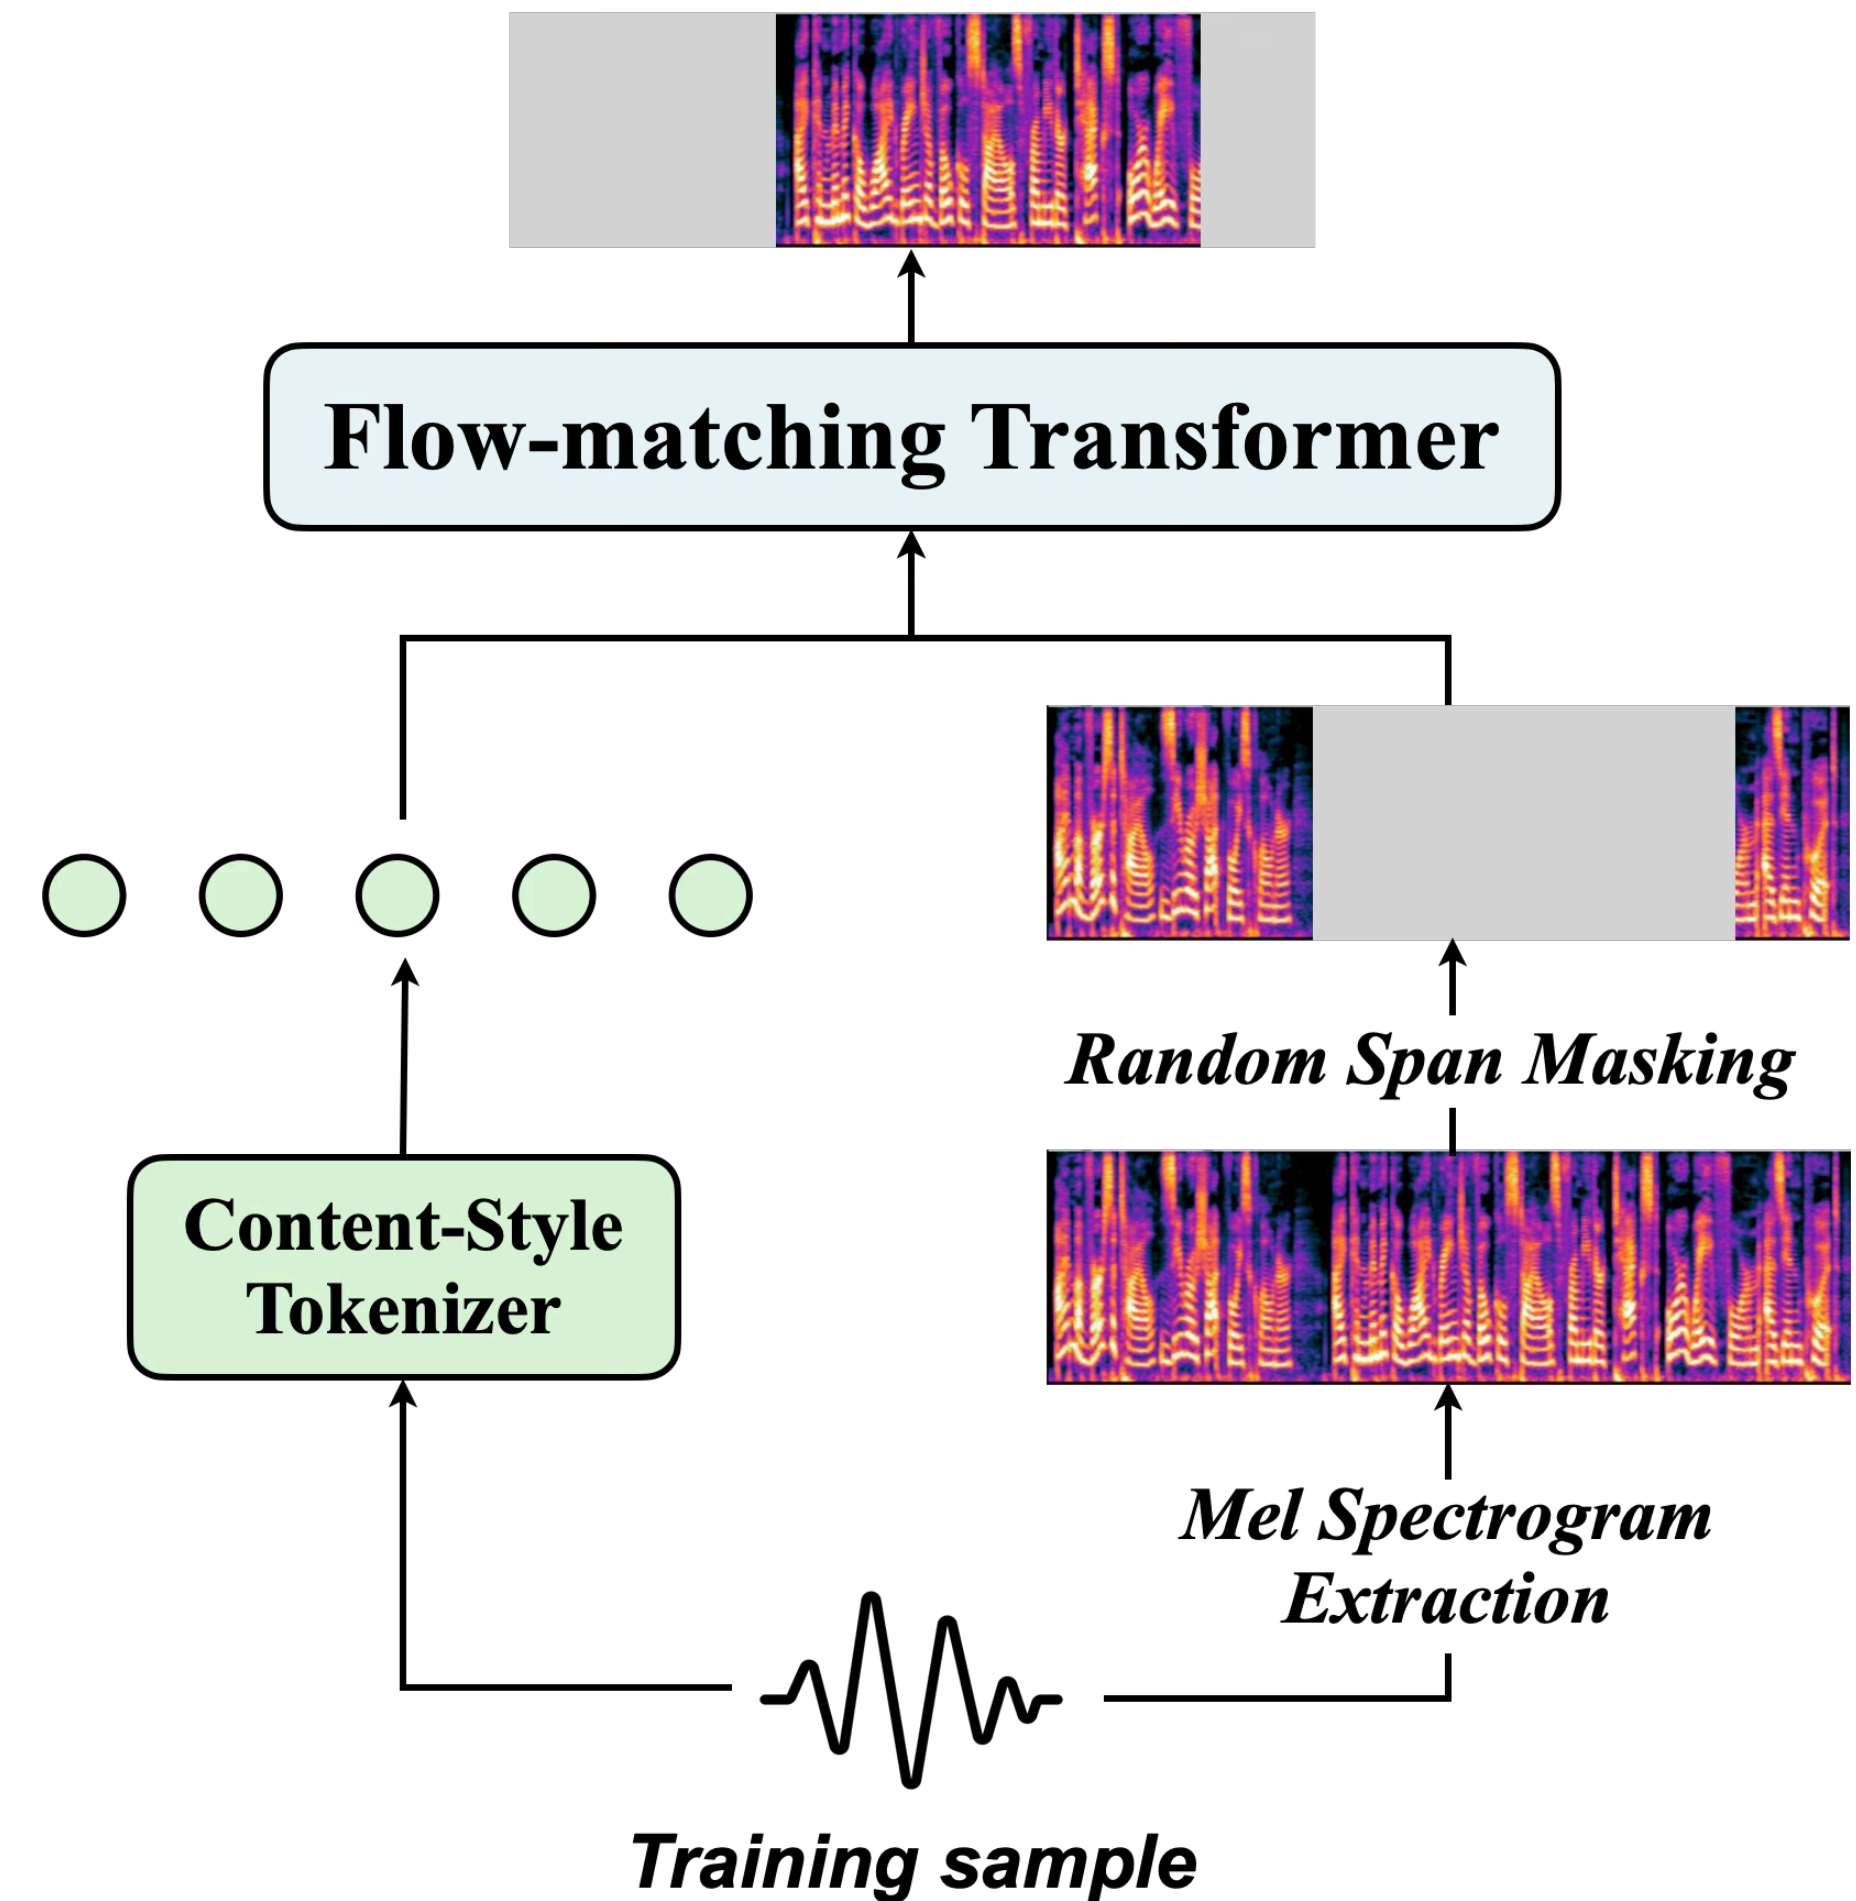 Flow-matching Transformer
Random Span Masking
Content-Style
Tokenizer
Mel Spectrogram
Extraction
Training sample